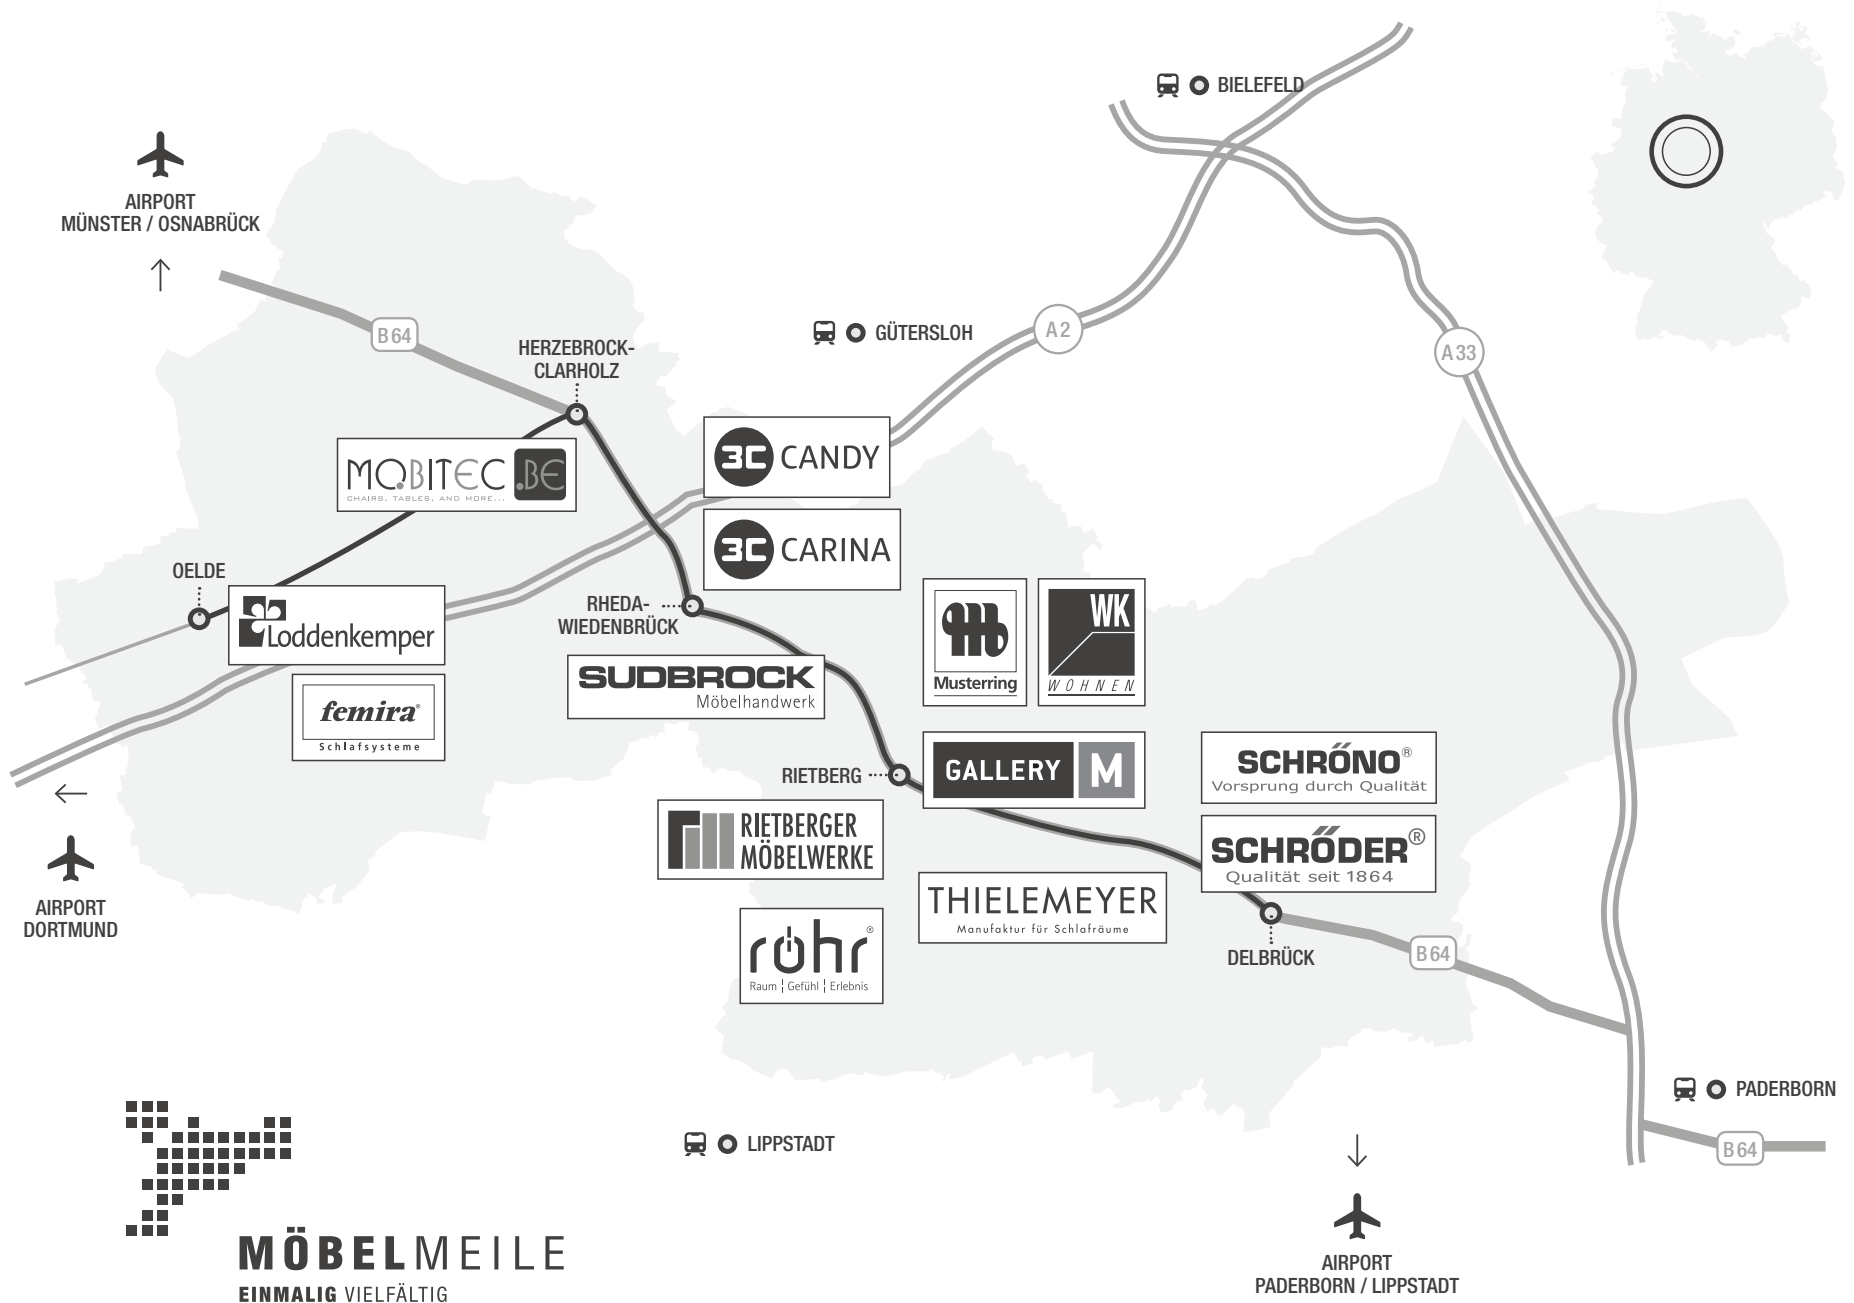 BIELEFELD
AIRPORT
MÜNSTER / OSNABRÜCK
B64
HERZEBROCK-
CLARHOLZ
GÜTERSLOH
A2
A33
MOBITEC .BE
CHAIRS, TABLES, AND MORE...
3C CANDY
3C CARINA
OELDE
Loddenkemper
RHEDA-
WIEDENBRÜCK
Musterring
WK
WOHNEN
SUDBROCK
Möbelhandwerk
femira®
Schlafsysteme
RIETBERG
GALLERY M
SCHRÖNO®
Vorsprung durch Qualität
RIETBERGER
MÖBELWERKE
SCHRÖDER®
Qualität seit 1864
AIRPORT
DORTMUND
THIELEMEYER
Manufaktur für Schlafräume
röhr®
Raum | Gefühl | Erlebnis
DELBRÜCK
B64
PADERBORN
LIPPSTADT
B64
MÖBELMEILE
EINMALIG VIELFÄLTIG
AIRPORT
PADERBORN / LIPPSTADT